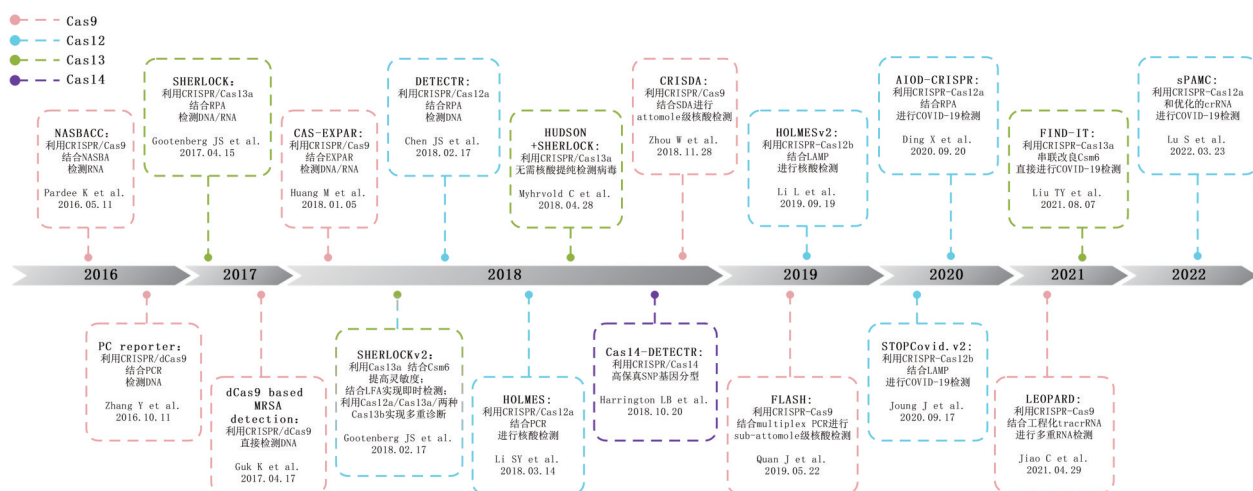 Cas9
Cas12
Cas13
Cas14
NASBACC:
利用CRISPR/Cas9
结合NASBA
检测RNA
Pardee K et al.
2016.05.11
SHERLOCK:
利用CRISPR/Cas13a
结合RPA
检测DNA/RNA
Gootenberg JS et al.
2017.04.15
CAS-EXPAR:
利用CRISPR/Cas9
结合EXPAR
检测DNA/RNA
Huang M et al.
2018.01.05
DETECTR:
利用CRISPR/Cas12a
结合RPA
检测DNA
Chen JS et al.
2018.02.17
HUDSON
+SHERLOCK:
利用CRISPR/Cas13a
无需核酸提纯检测病毒
Myhrvold C et al.
2018.04.28
CRISDA:
利用CRISPR/Cas9
结合SDA进行
attomole级核酸检测
Zhou W et al.
2018.11.28
HOLMESv2:
利用CRISPR-Cas12b
结合LAMP
进行核酸检测
Li L et al.
2019.09.19
AIOD-CRISPR:
利用CRISPR-Cas12a
结合RPA
进行COVID-19检测
Ding X et al.
2020.09.20
FIND-IT:
利用CRISPR-Cas13a
串联改良Csm6
直接进行COVID-19检测
Liu TY et al.
2021.08.07
sPAMC:
利用CRISPR-Cas12a
和优化的crRNA
进行COVID-19检测
Lu S et al.
2022.03.23
2016
2017
2018
2019
2020
2021
2022
PC reporter:
利用CRISPR/dCas9
结合PCR
检测DNA
Zhang Y et al.
2016.10.11
dCas9 based
MRSA
detection:
利用CRISPR/dCas9
直接检测DNA
Guk K et al.
2017.04.17
SHERLOCKv2:
利用Cas13a 结合Csm6
提高灵敏度;
结合LFA实现即时检测;
利用Cas12a/Cas13a/两种
Cas13b实现多重诊断
Gootenberg JS et al.
2018.02.17
HOLMES:
利用CRISPR/Cas12a
结合PCR
进行核酸检测
Li SY et al.
2018.03.14
Cas14-DETECTR:
利用CRISPR/Cas14
高保真SNP基因分型
Harrington LB et al.
2018.10.20
FLASH:
利用CRISPR-Cas9
结合multiplex PCR进行
sub-attomole级核酸检测
Quan J et al.
2019.05.22
STOPCovid.v2:
利用CRISPR-Cas12b
结合LAMP
进行COVID-19检测
Joung J et al.
2020.09.17
LEOPARD:
利用CRISPR-Cas9
结合工程化tracrRNA
进行多重RNA检测
Jiao C et al.
2021.04.29